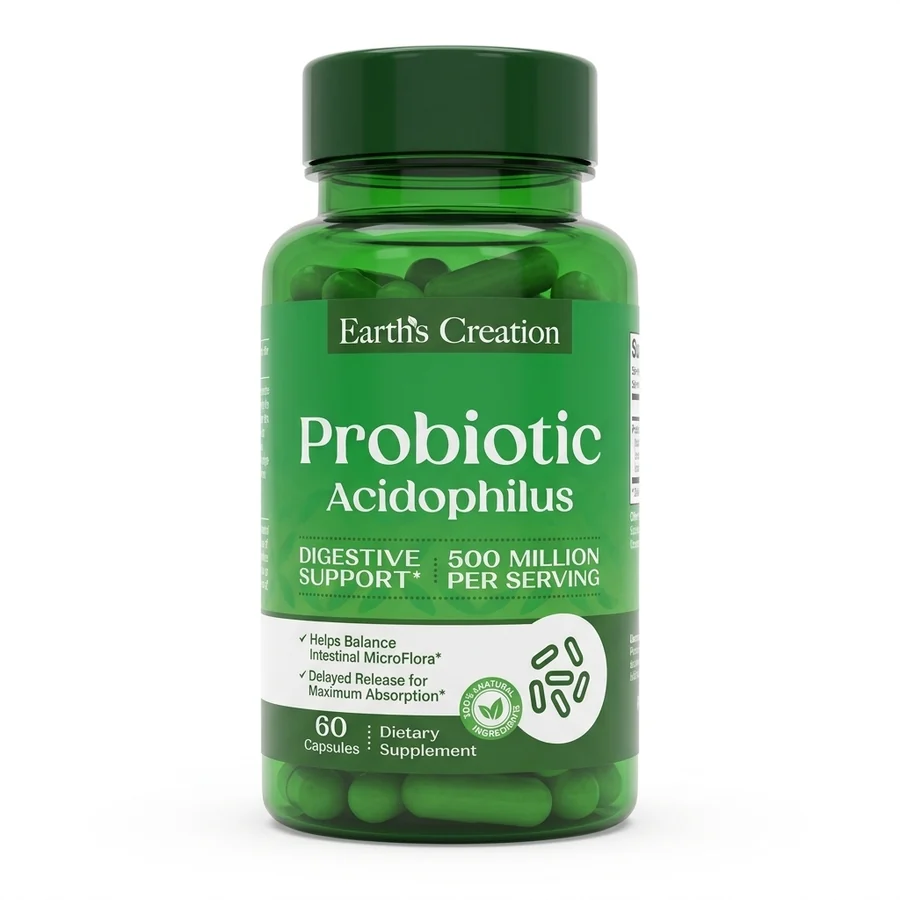 Earth's Creation
Probiotic
Acidophilus
DIGESTIVE
SUPPORT*
500 MILLION
PER SERVING
✓ Helps Balance
Intestinal MicroFlora*
✓ Delayed Release for
Maximum Absorption*
100% NATURAL
INGREDIENTS
60
Capsules
Dietary
Supplement